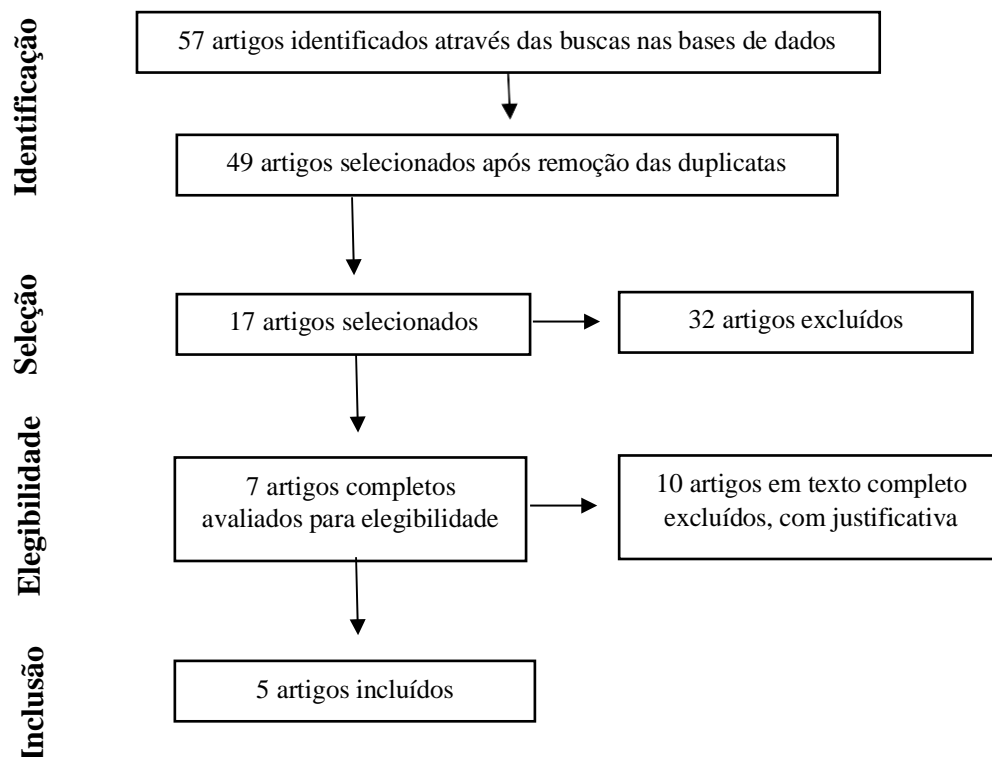 Identificação
57 artigos identificados através das buscas nas bases de dados
49 artigos selecionados após remoção das duplicatas
Seleção
17 artigos selecionados
32 artigos excluídos
Elegibilidade
7 artigos completos
avaliados para elegibilidade
10 artigos em texto completo
excluídos, com justificativa
Inclusão
5 artigos incluídos